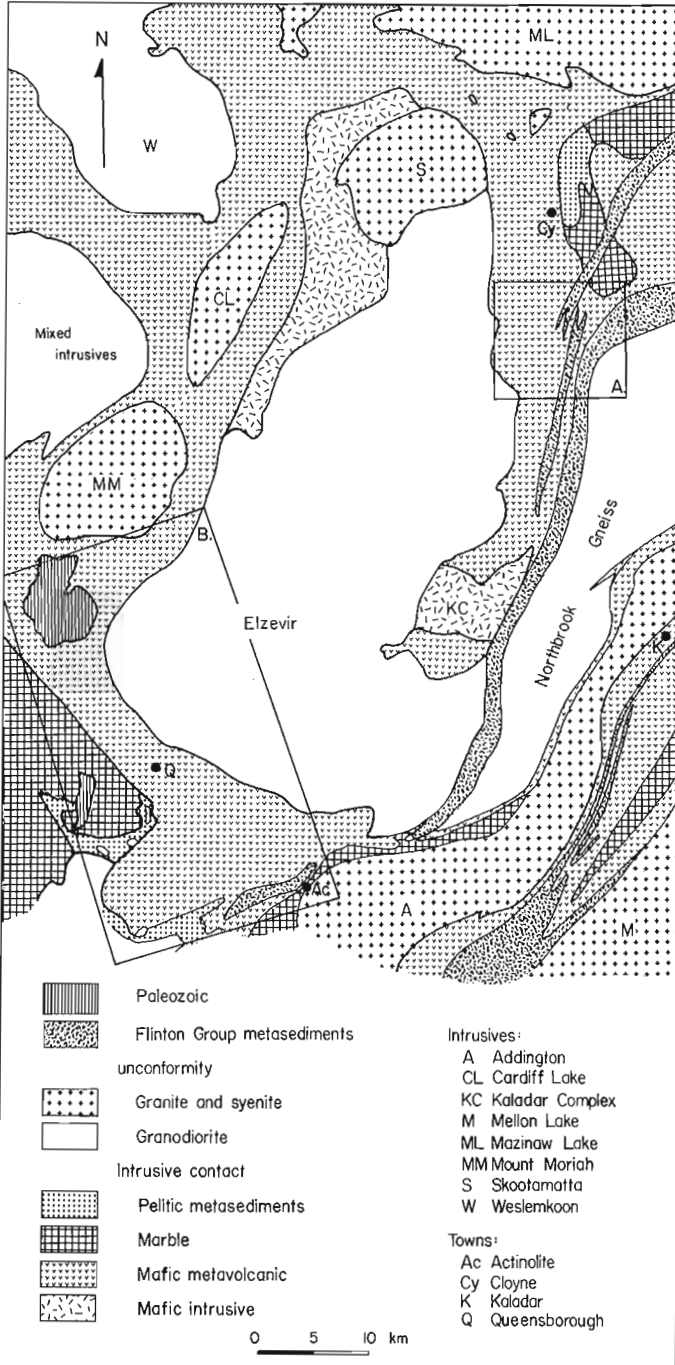 ML
N
W
S
Cy
CL
Mixed
intrusives
A.
MM
B.
Gneiss
KC
Elzevir
Northbrook
K
Q
Ac
A
M
Paleozoic
Flinton Group metasediments
unconformity
Granite and syenite
Granodiorite
Intrusive contact
Pelitic metasediments
Marble
Mafic metavolcanic
Mafic intrusive
Intrusives:
A Addington
CL Cardiff Lake
KC Kaladar Complex
M Mellon Lake
ML Mazinaw Lake
MM Mount Moriah
S Skootamatta
W Weslemkoon
Towns:
Ac Actinolite
Cy Cloyne
K Kaladar
Q Queensborough
0 5 10 km